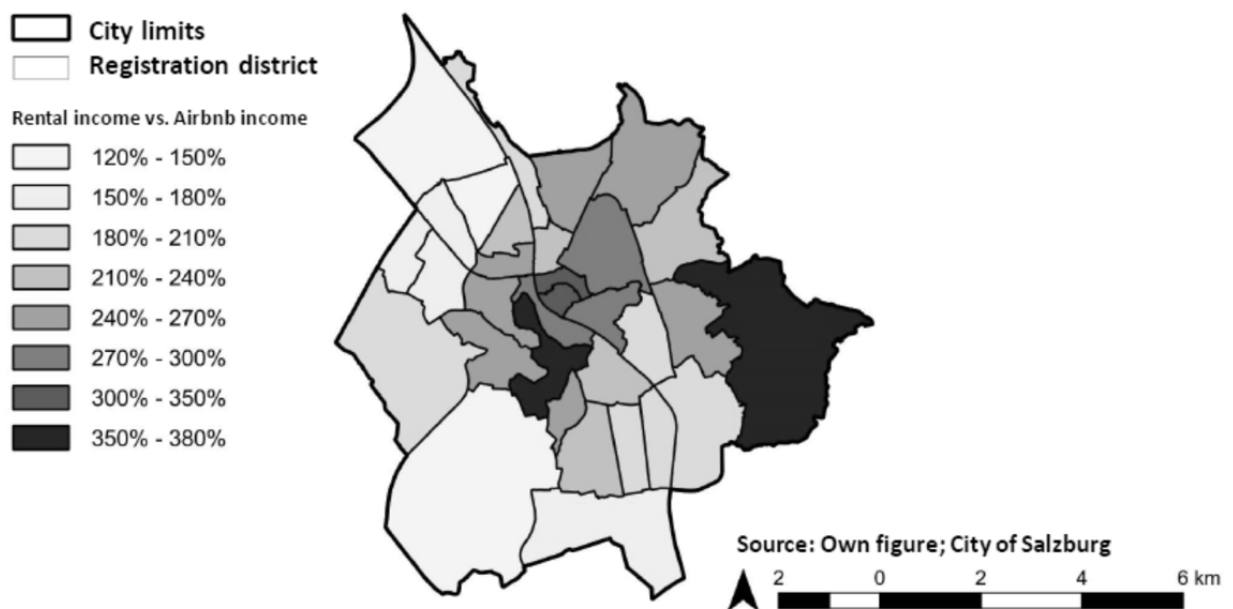 City limits
Registration district
Rental income vs. Airbnb income
120% - 150%
150% - 180%
180% - 210%
210% - 240%
240% - 270%
270% - 300%
300% - 350%
350% - 380%
Source: Own figure; City of Salzburg
2 0 2 4 6 km